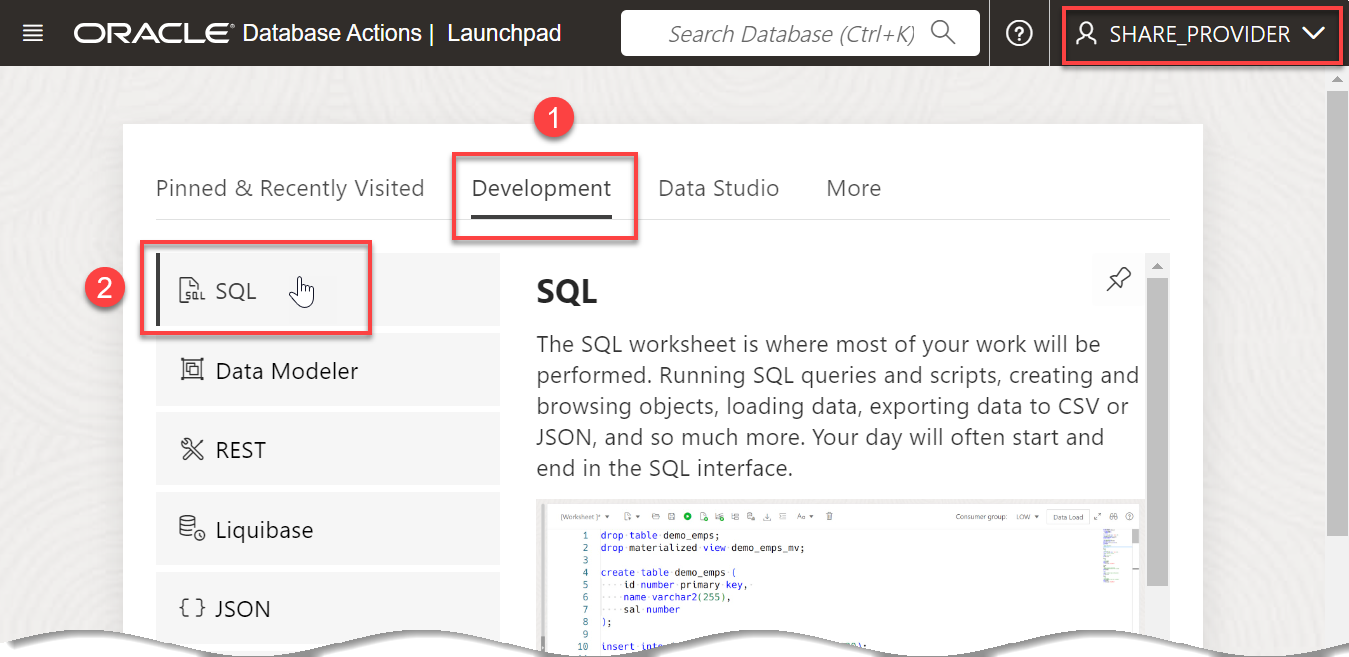 ORACLE® Database Actions | Launchpad
Search Database (Ctrl+K)
SHARE_PROVIDER
1
Pinned & Recently Visited
Development
Data Studio
More
2
SQL
SQL
Data Modeler
REST
Liquibase
{ } JSON
SQL
The SQL worksheet is where most of your work will be
performed. Running SQL queries and scripts, creating and
browsing objects, loading data, exporting data to CSV or
JSON, and so much more. Your day will often start and
end in the SQL interface.
[Worksheet ]*
Aa
Consumer group: LOW
Data Load
1 drop table demo_emps;
2 drop materialized view demo_emps_mv;
3
4 create table demo_emps (
5 id number primary key,
6 name varchar2(255),
7 sal number
8 );
9
10 insert into